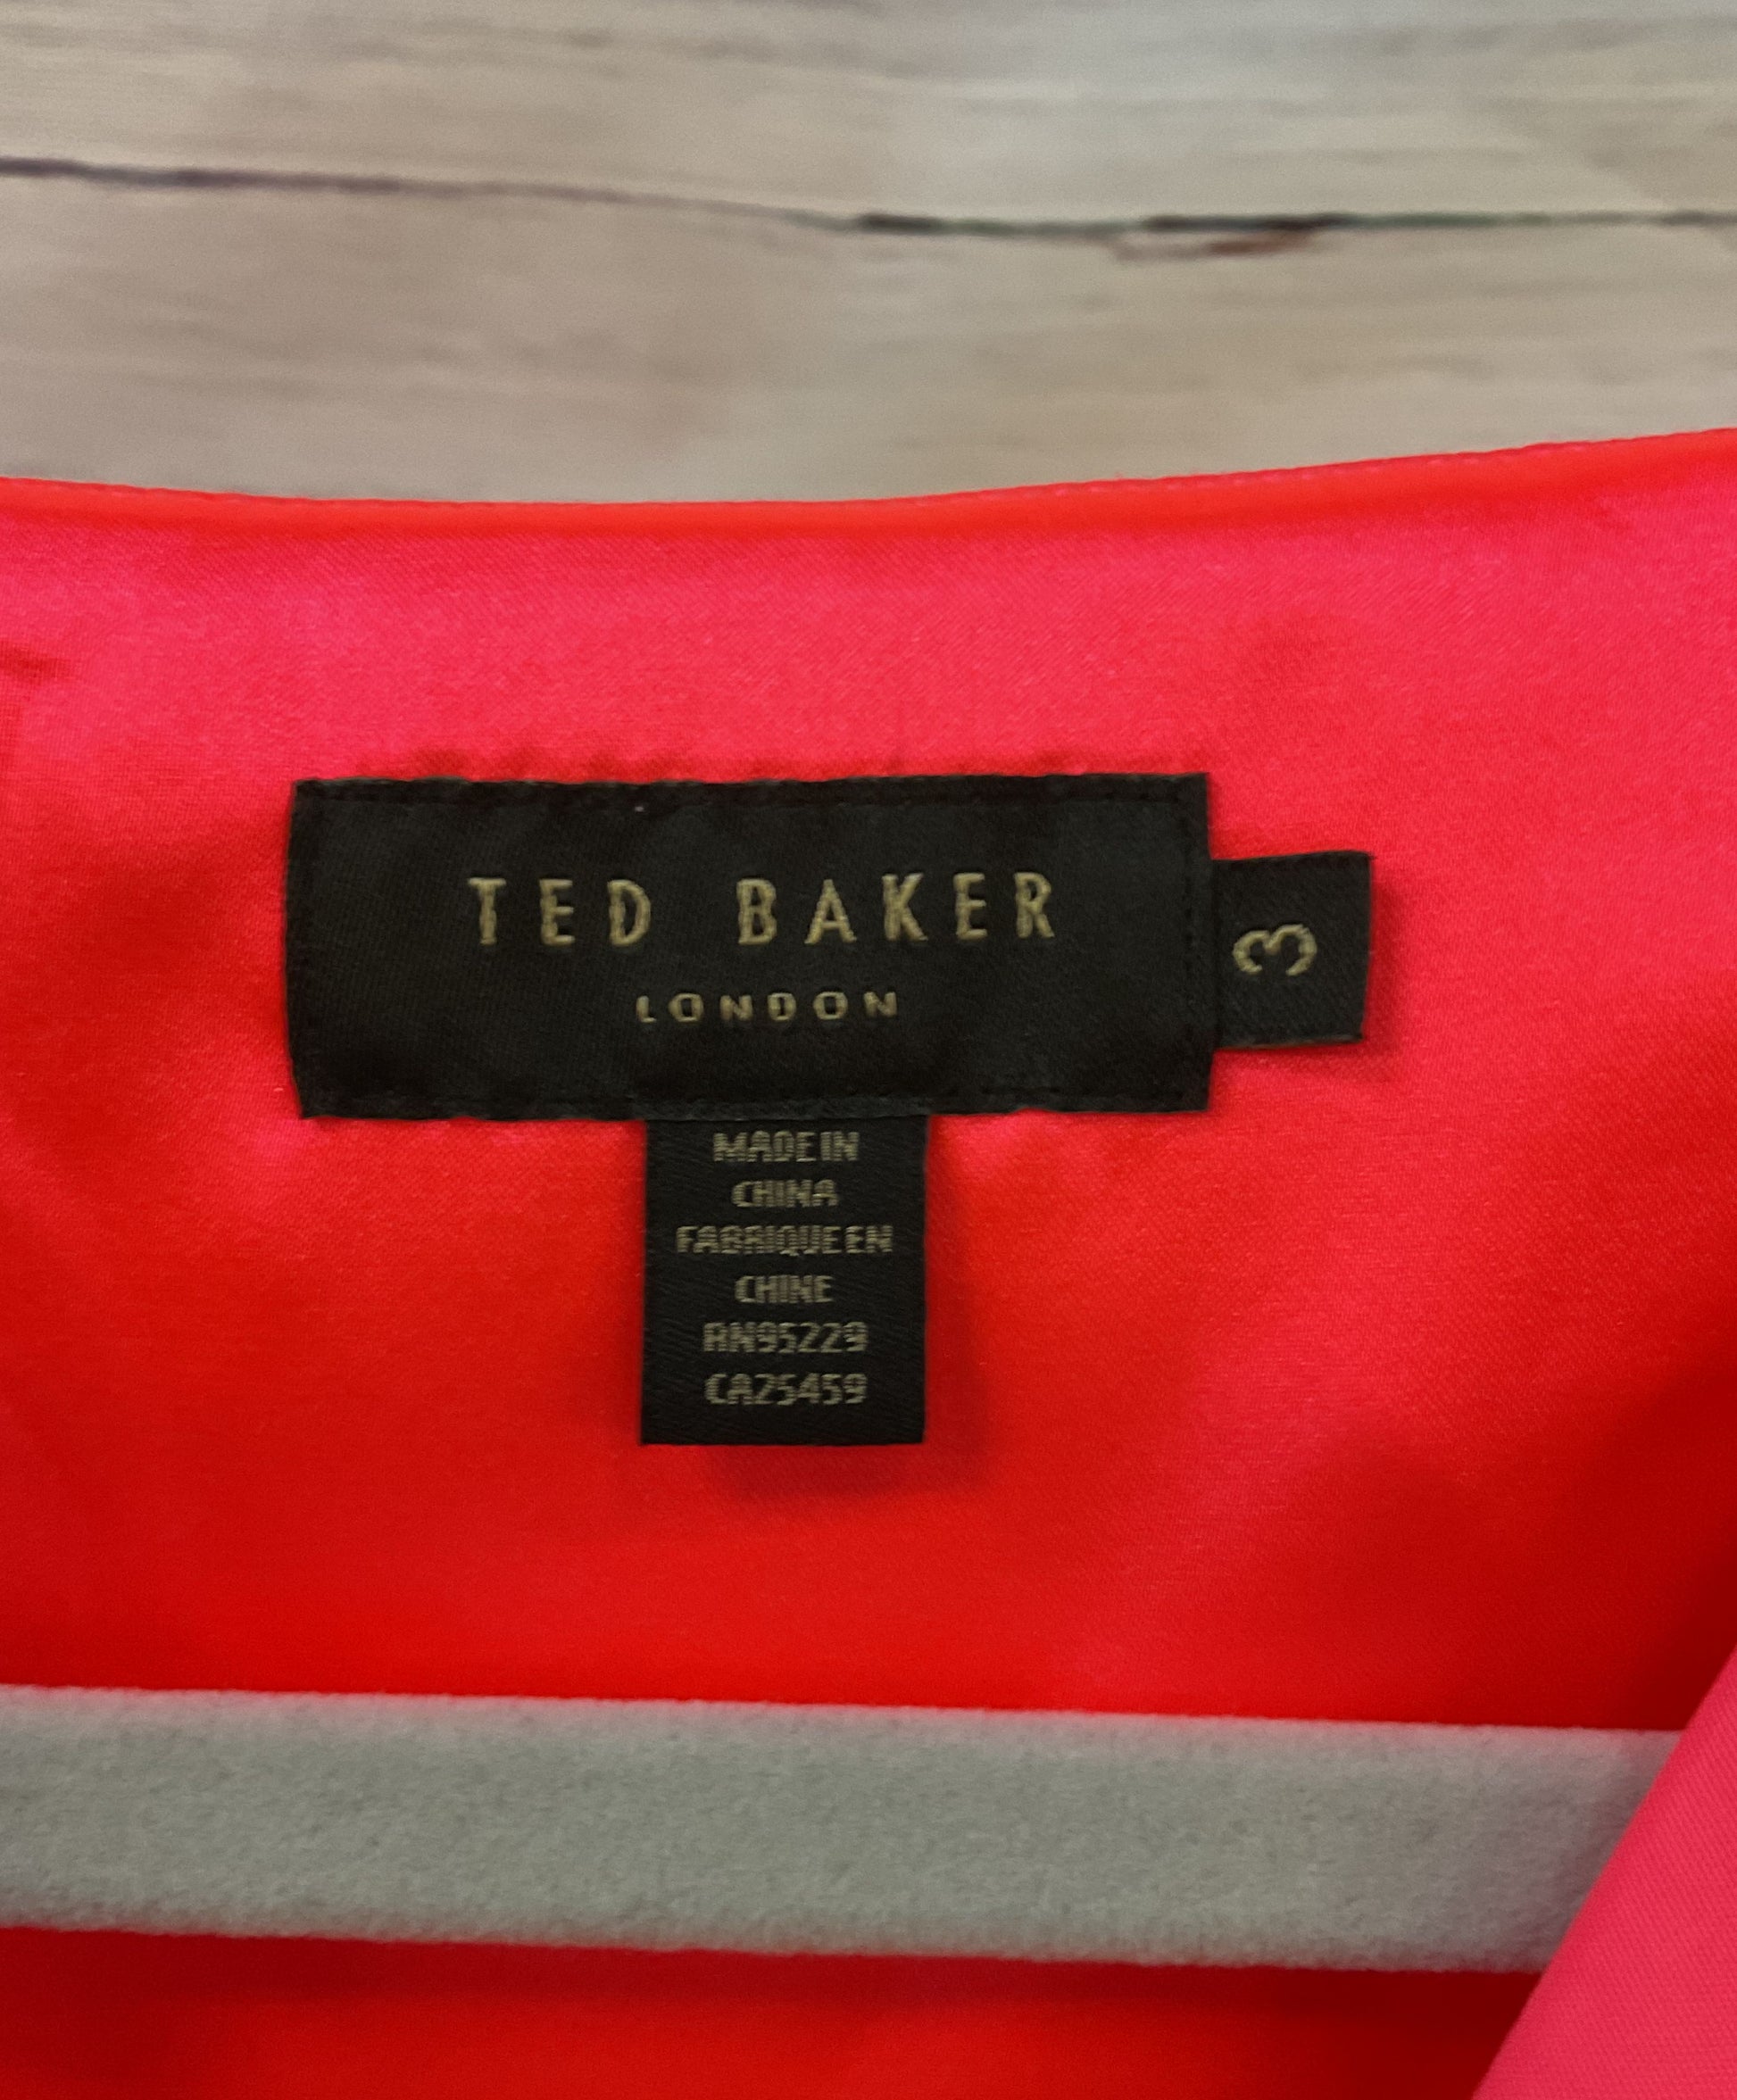 TED BAKER
LONDON
3
MADE IN
CHINA
FABRIQUE EN
CHINE
RN95229
CA25459